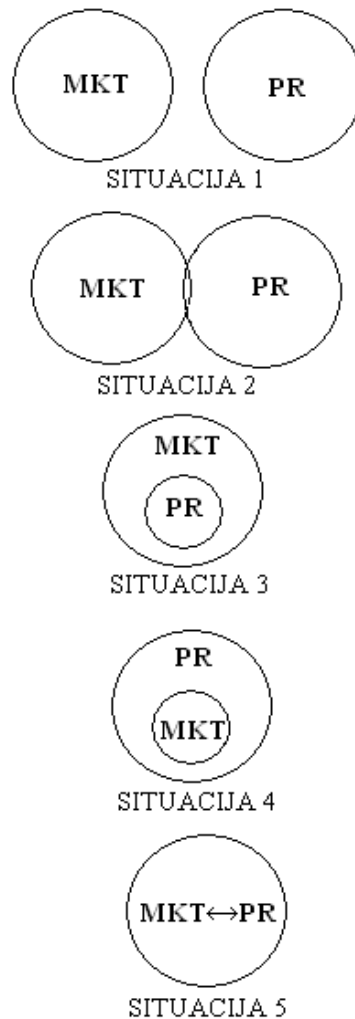 MKT PR
SITUACIJA 1
MKT PR
SITUACIJA 2
MKT
PR
SITUACIJA 3
PR
MKT
SITUACIJA 4
MKT↔PR
SITUACIJA 5